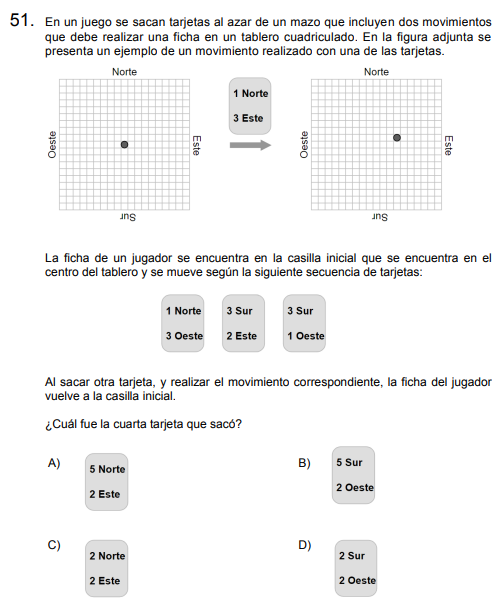 51. En un juego se sacan tarjetas al azar de un mazo que incluyen dos movimientos
que debe realizar una ficha en un tablero cuadriculado. En la figura adjunta se
presenta un ejemplo de un movimiento realizado con una de las tarjetas.
Norte
Oeste
Este
Sur
1 Norte
3 Este
Norte
Oeste
Este
Sur
La ficha de un jugador se encuentra en la casilla inicial que se encuentra en el
centro del tablero y se mueve según la siguiente secuencia de tarjetas:
1 Norte
3 Oeste
3 Sur
2 Este
3 Sur
1 Oeste
Al sacar otra tarjeta, y realizar el movimiento correspondiente, la ficha del jugador
vuelve a la casilla inicial.
¿Cuál fue la cuarta tarjeta que sacó?
A)
5 Norte
2 Este
B)
5 Sur
2 Oeste
C)
2 Norte
2 Este
D)
2 Sur
2 Oeste